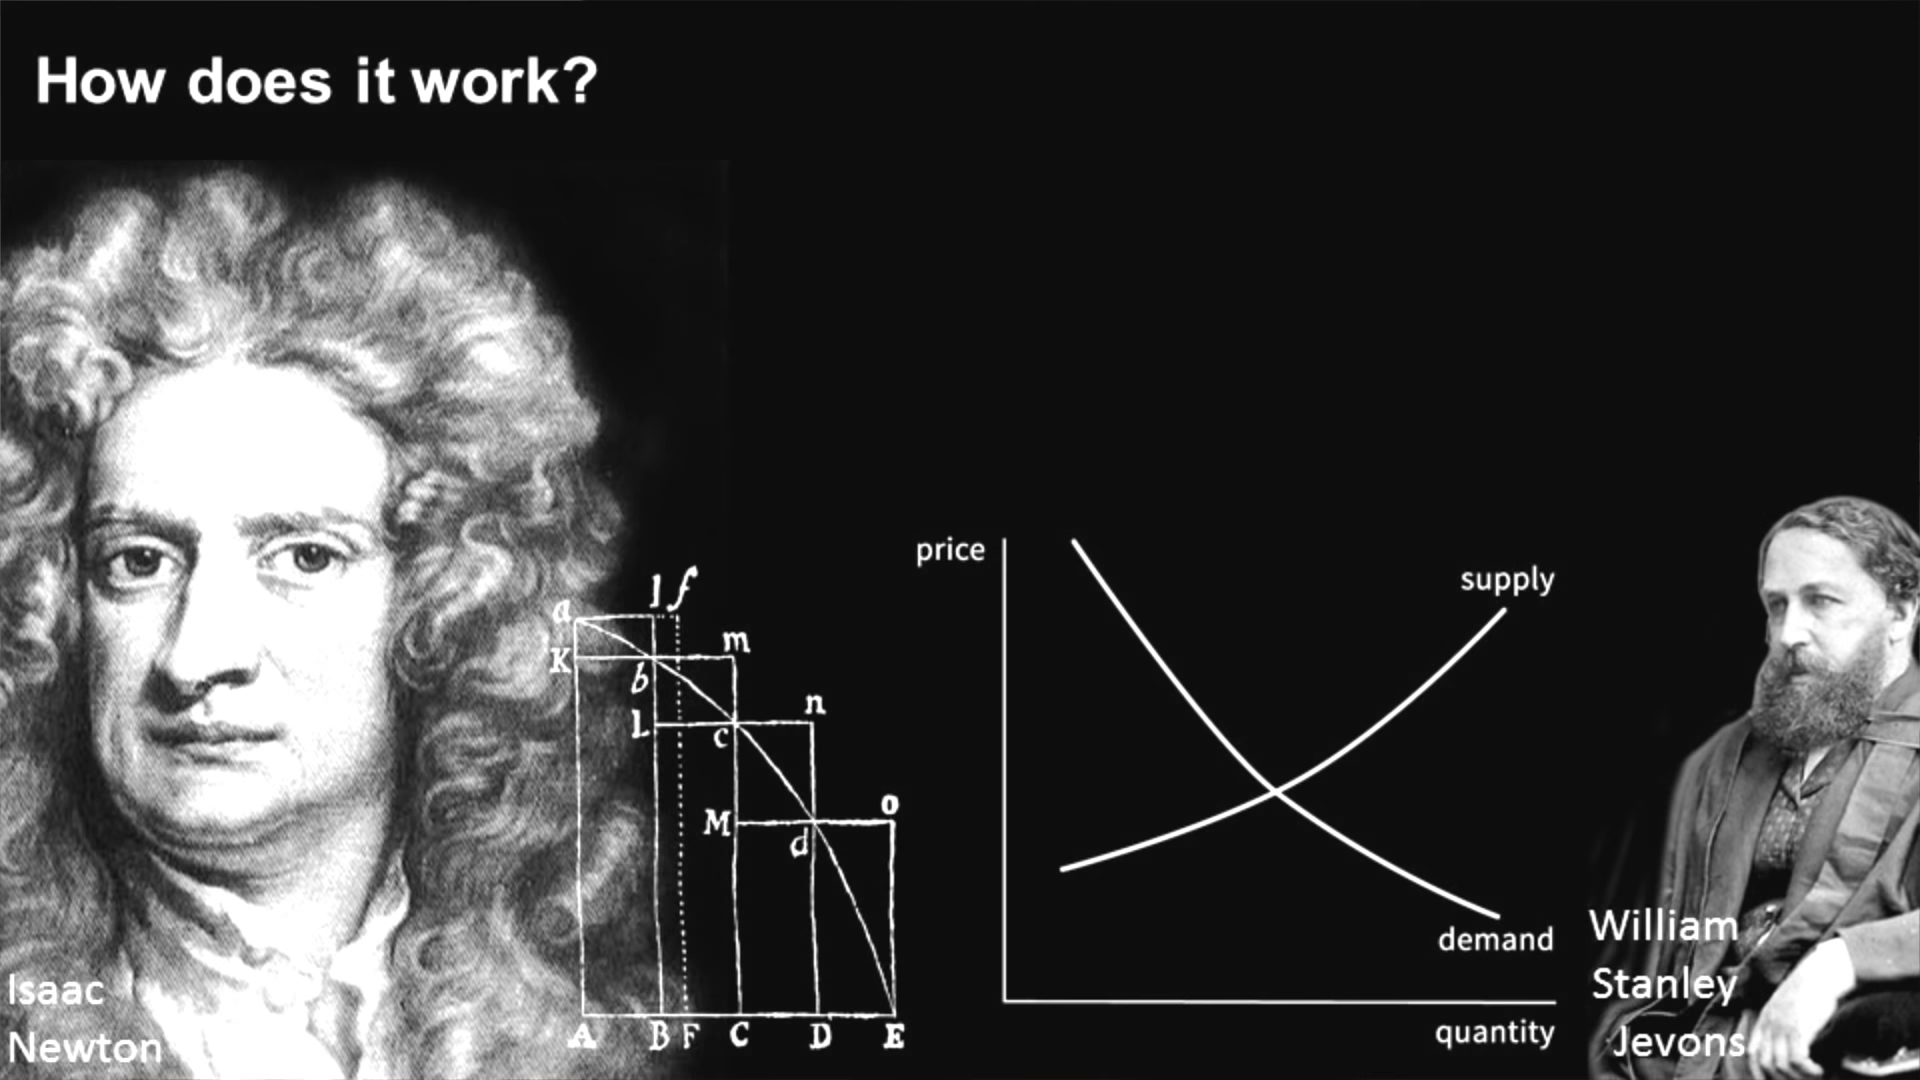 How does it work?
l f
a
m
K
b
n
L
c
o
M
d
A B F C D E
Isaac
Newton
price
supply
demand
quantity
William
Stanley
Jevons